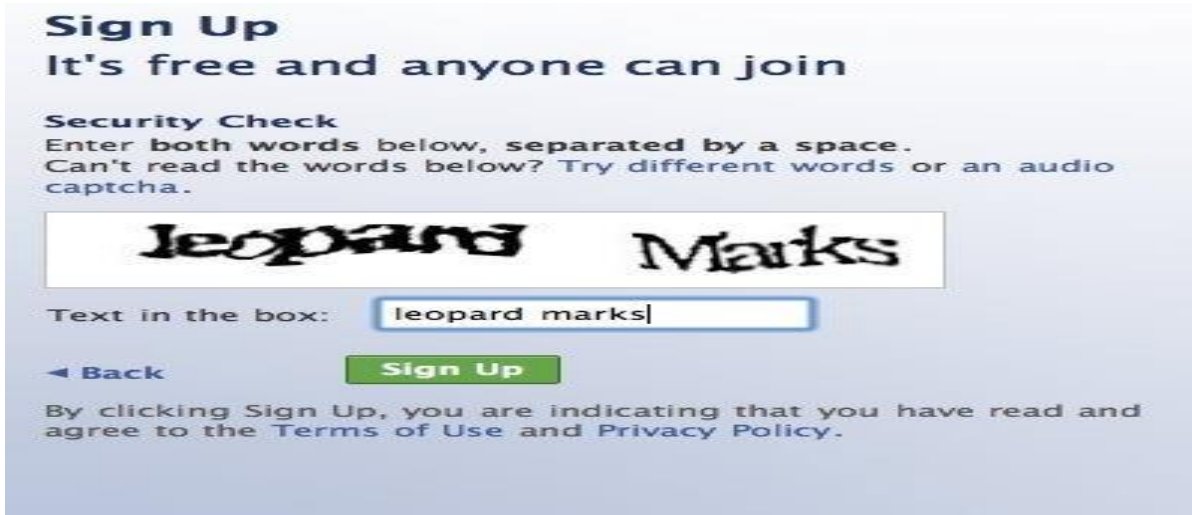 Sign Up
It's free and anyone can join
Security Check
Enter both words below, separated by a space.
Can't read the words below? Try different words or an audio
captcha.
leopard Marks
Text in the box: leopard marks
◄ Back Sign Up
By clicking Sign Up, you are indicating that you have read and
agree to the Terms of Use and Privacy Policy.